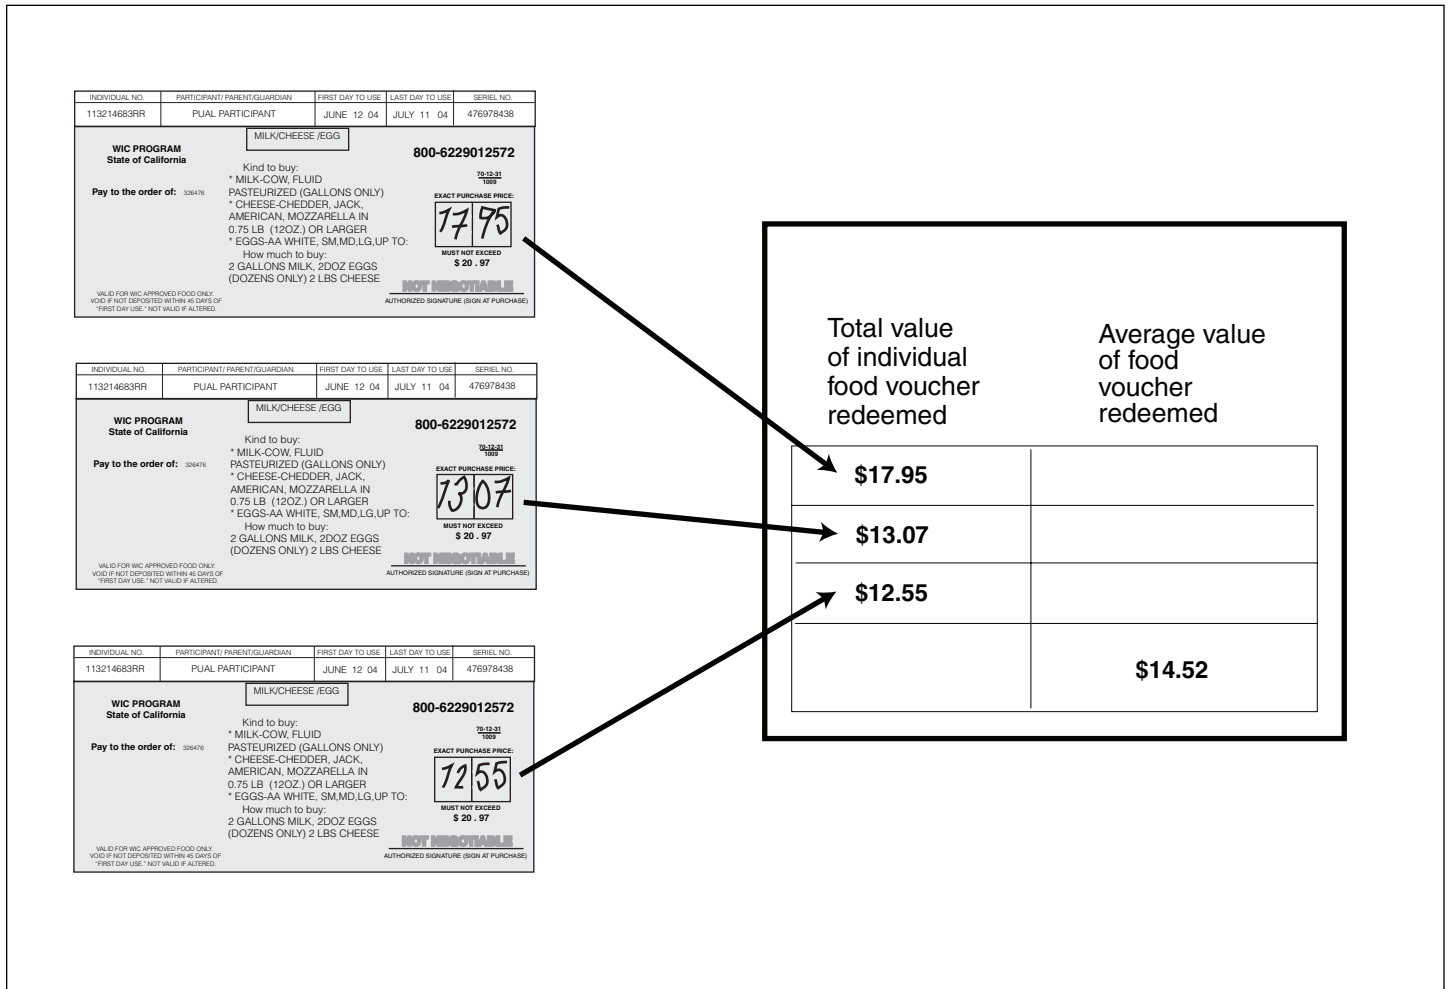 INDIVIDUAL NO. PARTICIPANT/ PARENT/GUARDIAN FIRST DAY TO USE LAST DAY TO USE SERIEL NO.
113214683RR PUAL PARTICIPANT JUNE 12 04 JULY 11 04 476978438
MILK/CHEESE /EGG
WIC PROGRAM
State of California
800-6229012572
Pay to the order of: 326476
Kind to buy:
* MILK-COW, FLUID
PASTEURIZED (GALLONS ONLY)
* CHEESE-CHEDDER, JACK,
AMERICAN, MOZZARELLA IN
0.75 LB (12OZ.) OR LARGER
* EGGS-AA WHITE, SM,MD,LG,UP TO:
How much to buy:
2 GALLONS MILK, 2DOZ EGGS
(DOZENS ONLY) 2 LBS CHEESE
70-12-31
1009
EXACT PURCHASE PRICE:
17 95
MUST NOT EXCEED
$ 20 . 97
NOT NEGOTIABLE
AUTHORIZED SIGNATURE (SIGN AT PURCHASE)
VALID FOR WIC APPROVED FOOD ONLY.
VOID IF NOT DEPOSITED WITHIN 45 DAYS OF
"FIRST DAY USE." NOT VALID IF ALTERED.
INDIVIDUAL NO. PARTICIPANT/ PARENT/GUARDIAN FIRST DAY TO USE LAST DAY TO USE SERIEL NO.
113214683RR PUAL PARTICIPANT JUNE 12 04 JULY 11 04 476978438
MILK/CHEESE /EGG
WIC PROGRAM
State of California
800-6229012572
Pay to the order of: 326476
Kind to buy:
* MILK-COW, FLUID
PASTEURIZED (GALLONS ONLY)
* CHEESE-CHEDDER, JACK,
AMERICAN, MOZZARELLA IN
0.75 LB (12OZ.) OR LARGER
* EGGS-AA WHITE, SM,MD,LG,UP TO:
How much to buy:
2 GALLONS MILK, 2DOZ EGGS
(DOZENS ONLY) 2 LBS CHEESE
70-12-31
1009
EXACT PURCHASE PRICE:
13 07
MUST NOT EXCEED
$ 20 . 97
NOT NEGOTIABLE
AUTHORIZED SIGNATURE (SIGN AT PURCHASE)
VALID FOR WIC APPROVED FOOD ONLY.
VOID IF NOT DEPOSITED WITHIN 45 DAYS OF
"FIRST DAY USE." NOT VALID IF ALTERED.
INDIVIDUAL NO. PARTICIPANT/ PARENT/GUARDIAN FIRST DAY TO USE LAST DAY TO USE SERIEL NO.
113214683RR PUAL PARTICIPANT JUNE 12 04 JULY 11 04 476978438
MILK/CHEESE /EGG
WIC PROGRAM
State of California
800-6229012572
Pay to the order of: 326476
Kind to buy:
* MILK-COW, FLUID
PASTEURIZED (GALLONS ONLY)
* CHEESE-CHEDDER, JACK,
AMERICAN, MOZZARELLA IN
0.75 LB (12OZ.) OR LARGER
* EGGS-AA WHITE, SM,MD,LG,UP TO:
How much to buy:
2 GALLONS MILK, 2DOZ EGGS
(DOZENS ONLY) 2 LBS CHEESE
70-12-31
1009
EXACT PURCHASE PRICE:
12 55
MUST NOT EXCEED
$ 20 . 97
NOT NEGOTIABLE
AUTHORIZED SIGNATURE (SIGN AT PURCHASE)
VALID FOR WIC APPROVED FOOD ONLY.
VOID IF NOT DEPOSITED WITHIN 45 DAYS OF
"FIRST DAY USE." NOT VALID IF ALTERED.
Total value
of individual
food voucher
redeemed
Average value
of food
voucher
redeemed
$17.95
$13.07
$12.55
$14.52